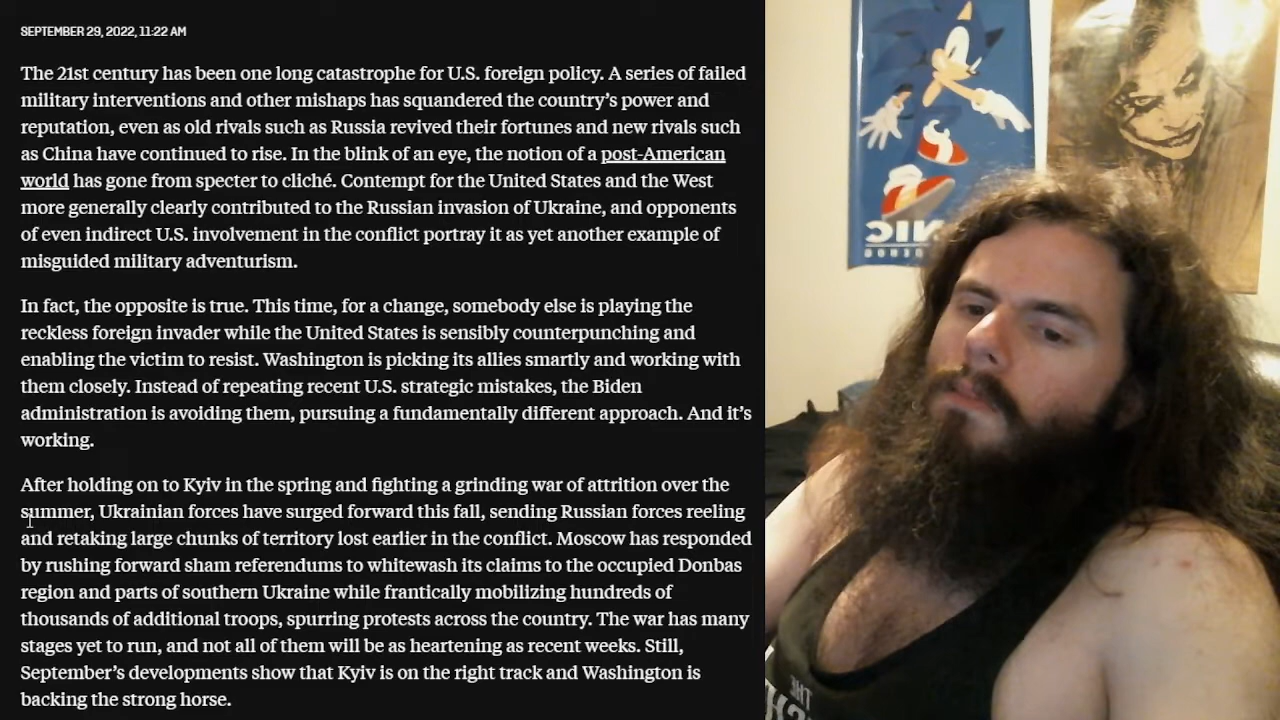 SEPTEMBER 29, 2022, 11:22 AM
The 21st century has been one long catastrophe for U.S. foreign policy. A series of failed
military interventions and other mishaps has squandered the country’s power and
reputation, even as old rivals such as Russia revived their fortunes and new rivals such
as China have continued to rise. In the blink of an eye, the notion of a post-American
world has gone from specter to cliché. Contempt for the United States and the West
more generally clearly contributed to the Russian invasion of Ukraine, and opponents
of even indirect U.S. involvement in the conflict portray it as yet another example of
misguided military adventurism.
In fact, the opposite is true. This time, for a change, somebody else is playing the
reckless foreign invader while the United States is sensibly counterpunching and
enabling the victim to resist. Washington is picking its allies smartly and working with
them closely. Instead of repeating recent U.S. strategic mistakes, the Biden
administration is avoiding them, pursuing a fundamentally different approach. And it’s
working.
After holding on to Kyiv in the spring and fighting a grinding war of attrition over the
summer, Ukrainian forces have surged forward this fall, sending Russian forces reeling
and retaking large chunks of territory lost earlier in the conflict. Moscow has responded
by rushing forward sham referendums to whitewash its claims to the occupied Donbas
region and parts of southern Ukraine while frantically mobilizing hundreds of
thousands of additional troops, spurring protests across the country. The war has many
stages yet to run, and not all of them will be as heartening as recent weeks. Still,
September’s developments show that Kyiv is on the right track and Washington is
backing the strong horse.
THE